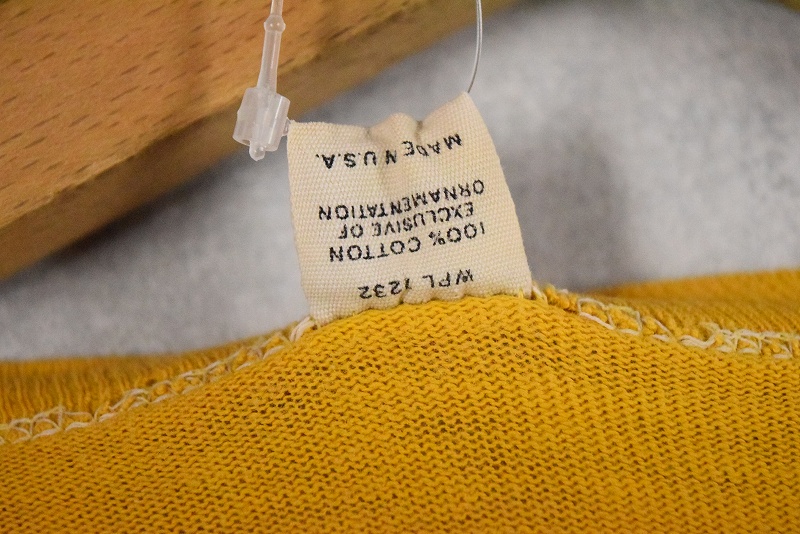 WPL 1232
100% COTTON
EXCLUSIVE OF
ORNAMENTATION
MADE IN U.S.A.